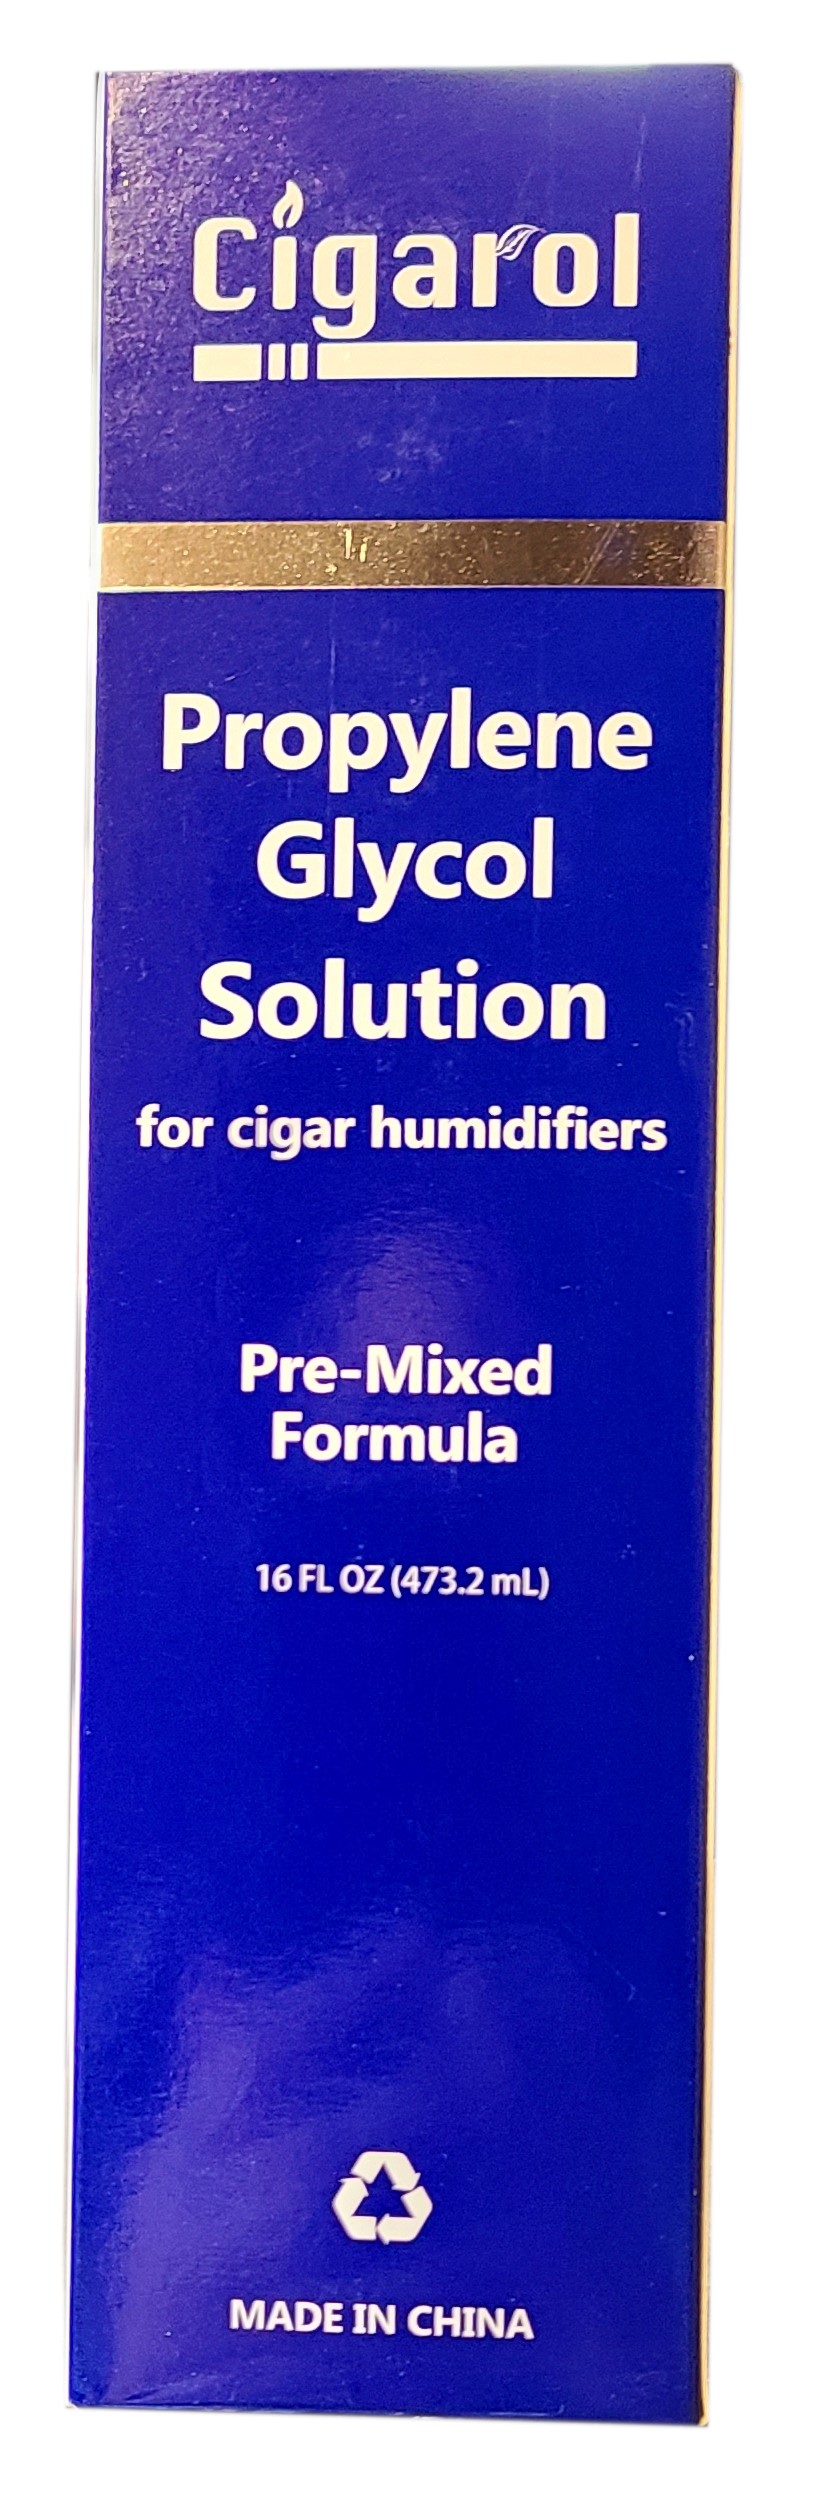 Cigarol
Propylene
Glycol
Solution
for cigar humidifiers
Pre-Mixed
Formula
16 FL OZ (473.2 mL)
MADE IN CHINA